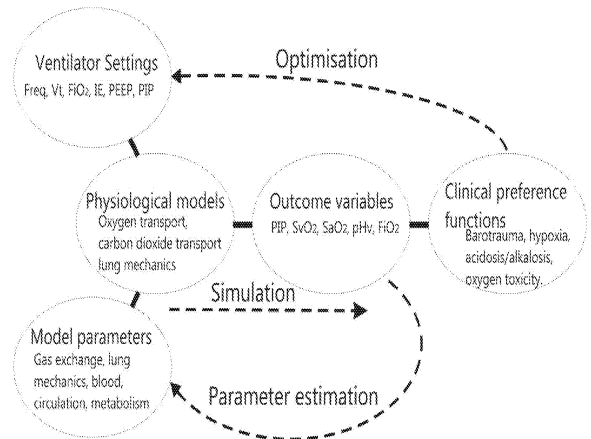 Ventilator Settings
Freq, Vt, FiO₂, IE, PEEP, PIP
Optimisation
Physiological models
Oxygen transport,
carbon dioxide transport
lung mechanics
Outcome variables
PIP, SvO₂, SaO₂, pHv, FiO₂
Clinical preference
functions
Barotrauma, hypoxia,
acidosis/alkalosis,
oxygen toxicity.
Simulation
Model parameters
Gas exchange, lung
mechanics, blood,
circulation, metabolism
Parameter estimation